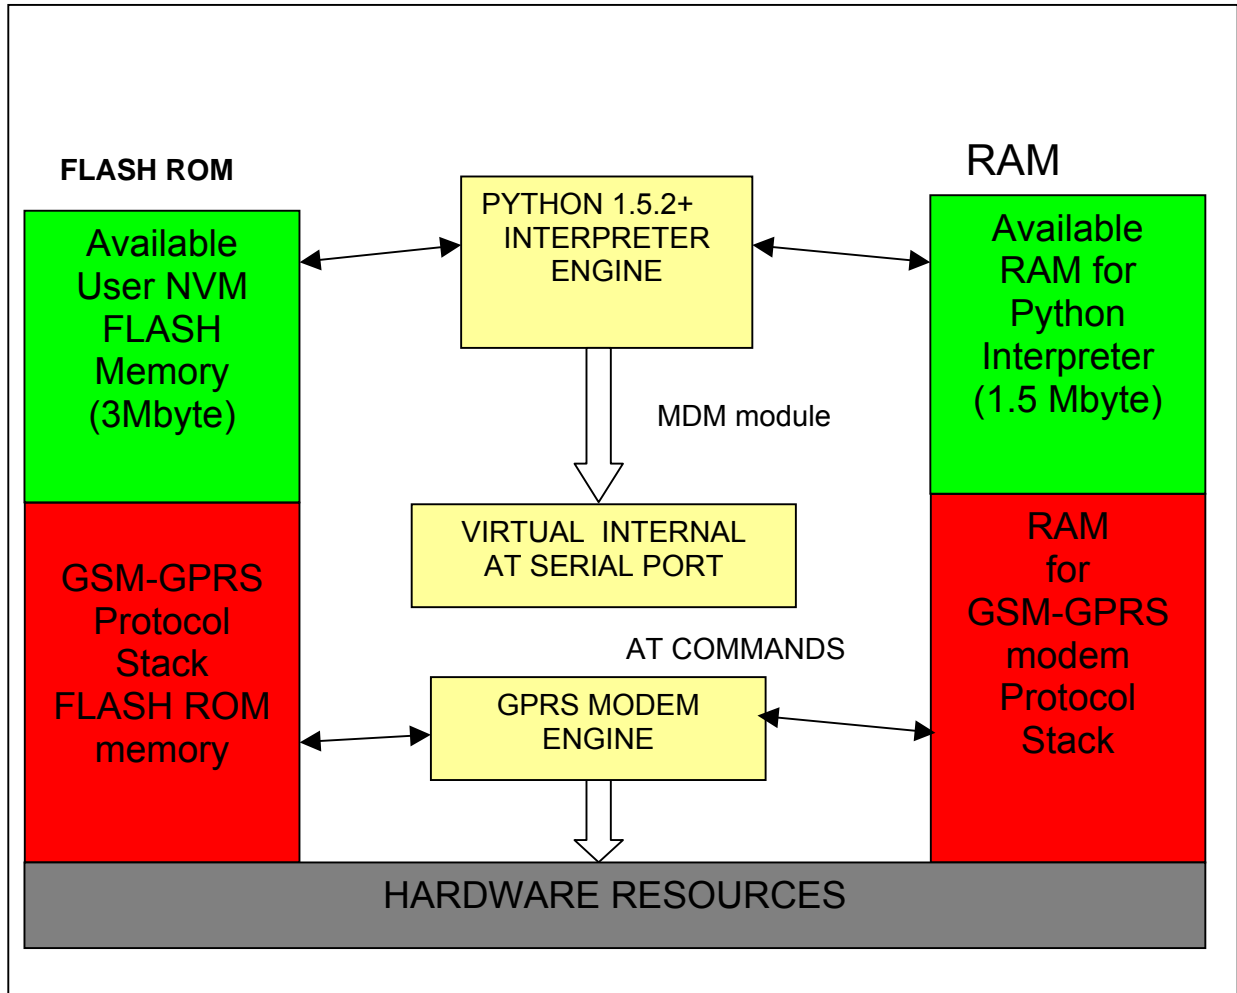 FLASH ROM
RAM
Available
User NVM
FLASH
Memory
(3Mbyte)
PYTHON 1.5.2+
INTERPRETER
ENGINE
Available
RAM for
Python
Interpreter
(1.5 Mbyte)
MDM module
VIRTUAL INTERNAL
AT SERIAL PORT
GSM-GPRS
Protocol
Stack
FLASH ROM
memory
AT COMMANDS
GPRS MODEM
ENGINE
RAM
for
GSM-GPRS
modem
Protocol
Stack
HARDWARE RESOURCES